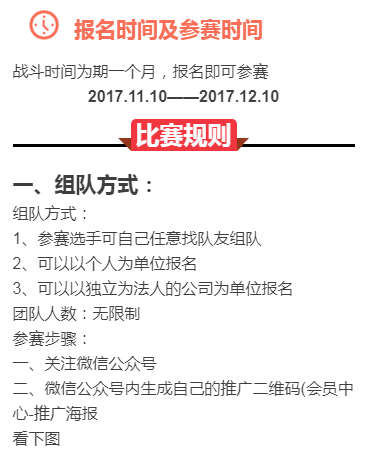 报名时间及参赛时间
战斗时间为期一个月，报名即可参赛
2017.11.10——2017.12.10
比赛规则
一、组队方式：
组队方式：
1、参赛选手可自己任意找队友组队
2、可以以个人为单位报名
3、可以以独立为法人的公司为单位报名
团队人数：无限制
参赛步骤：
一、关注微信公众号
二、微信公众号内生成自己的推广二维码(会员中
心-推广海报
看下图